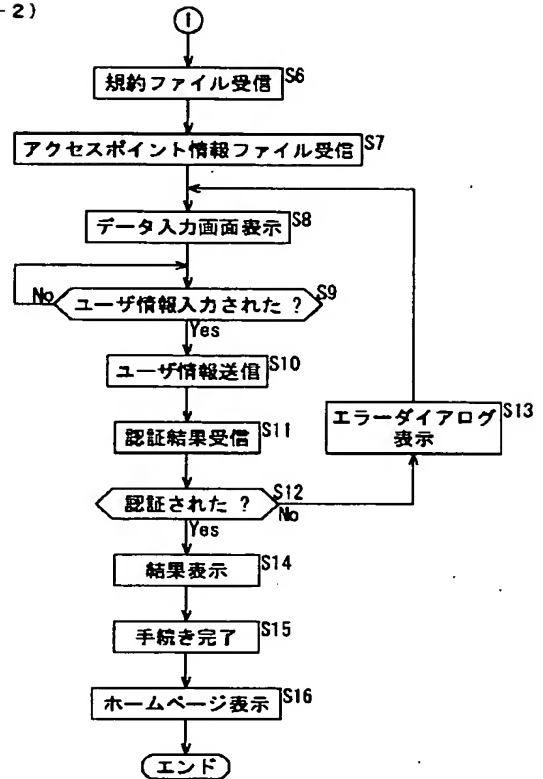 -2)
1
規約ファイル受信 S6
アクセスポイント情報ファイル受信 S7
データ入力画面表示 S8
No ユーザ情報入力された ? S9
Yes
ユーザ情報送信 S10
認証結果受信 S11
エラーダイアログ S13
表示
認証された ? S12
No
Yes
結果表示 S14
手続き完了 S15
ホームページ表示 S16
エンド